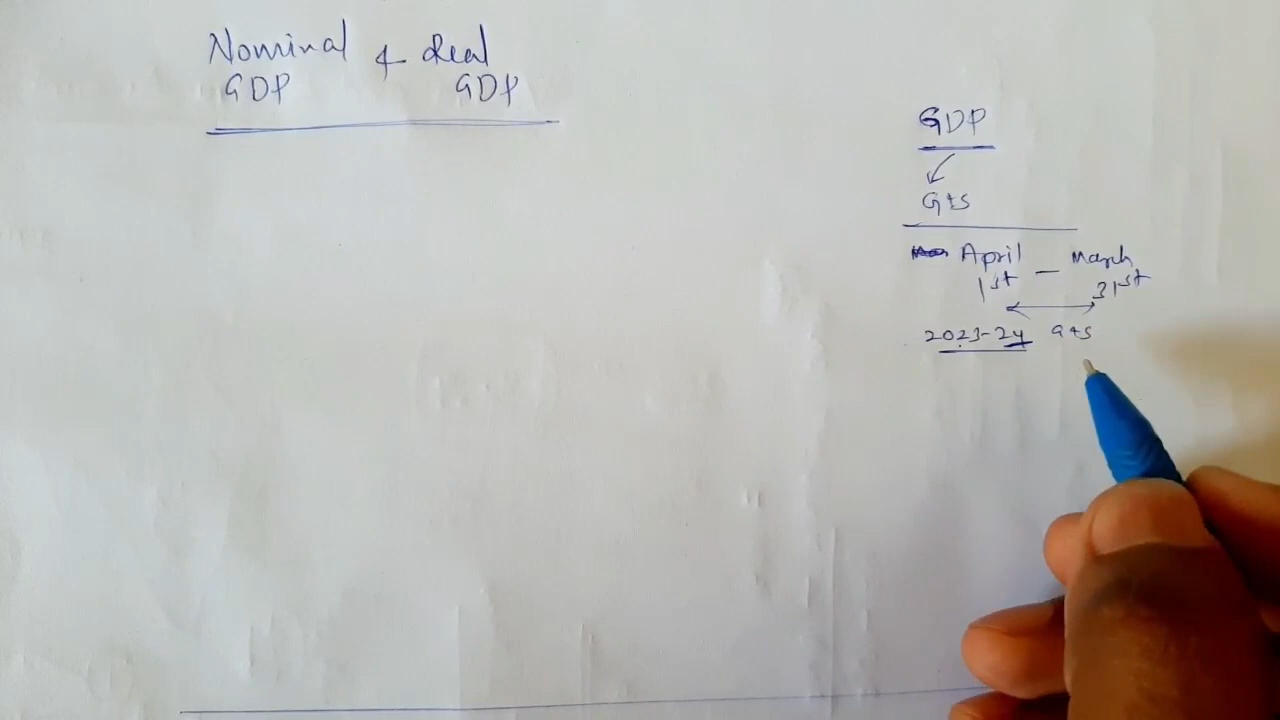 Nominal & Real
GDP GDP
GDP
G+S
April – March
1st 31st
2023-24 G+S